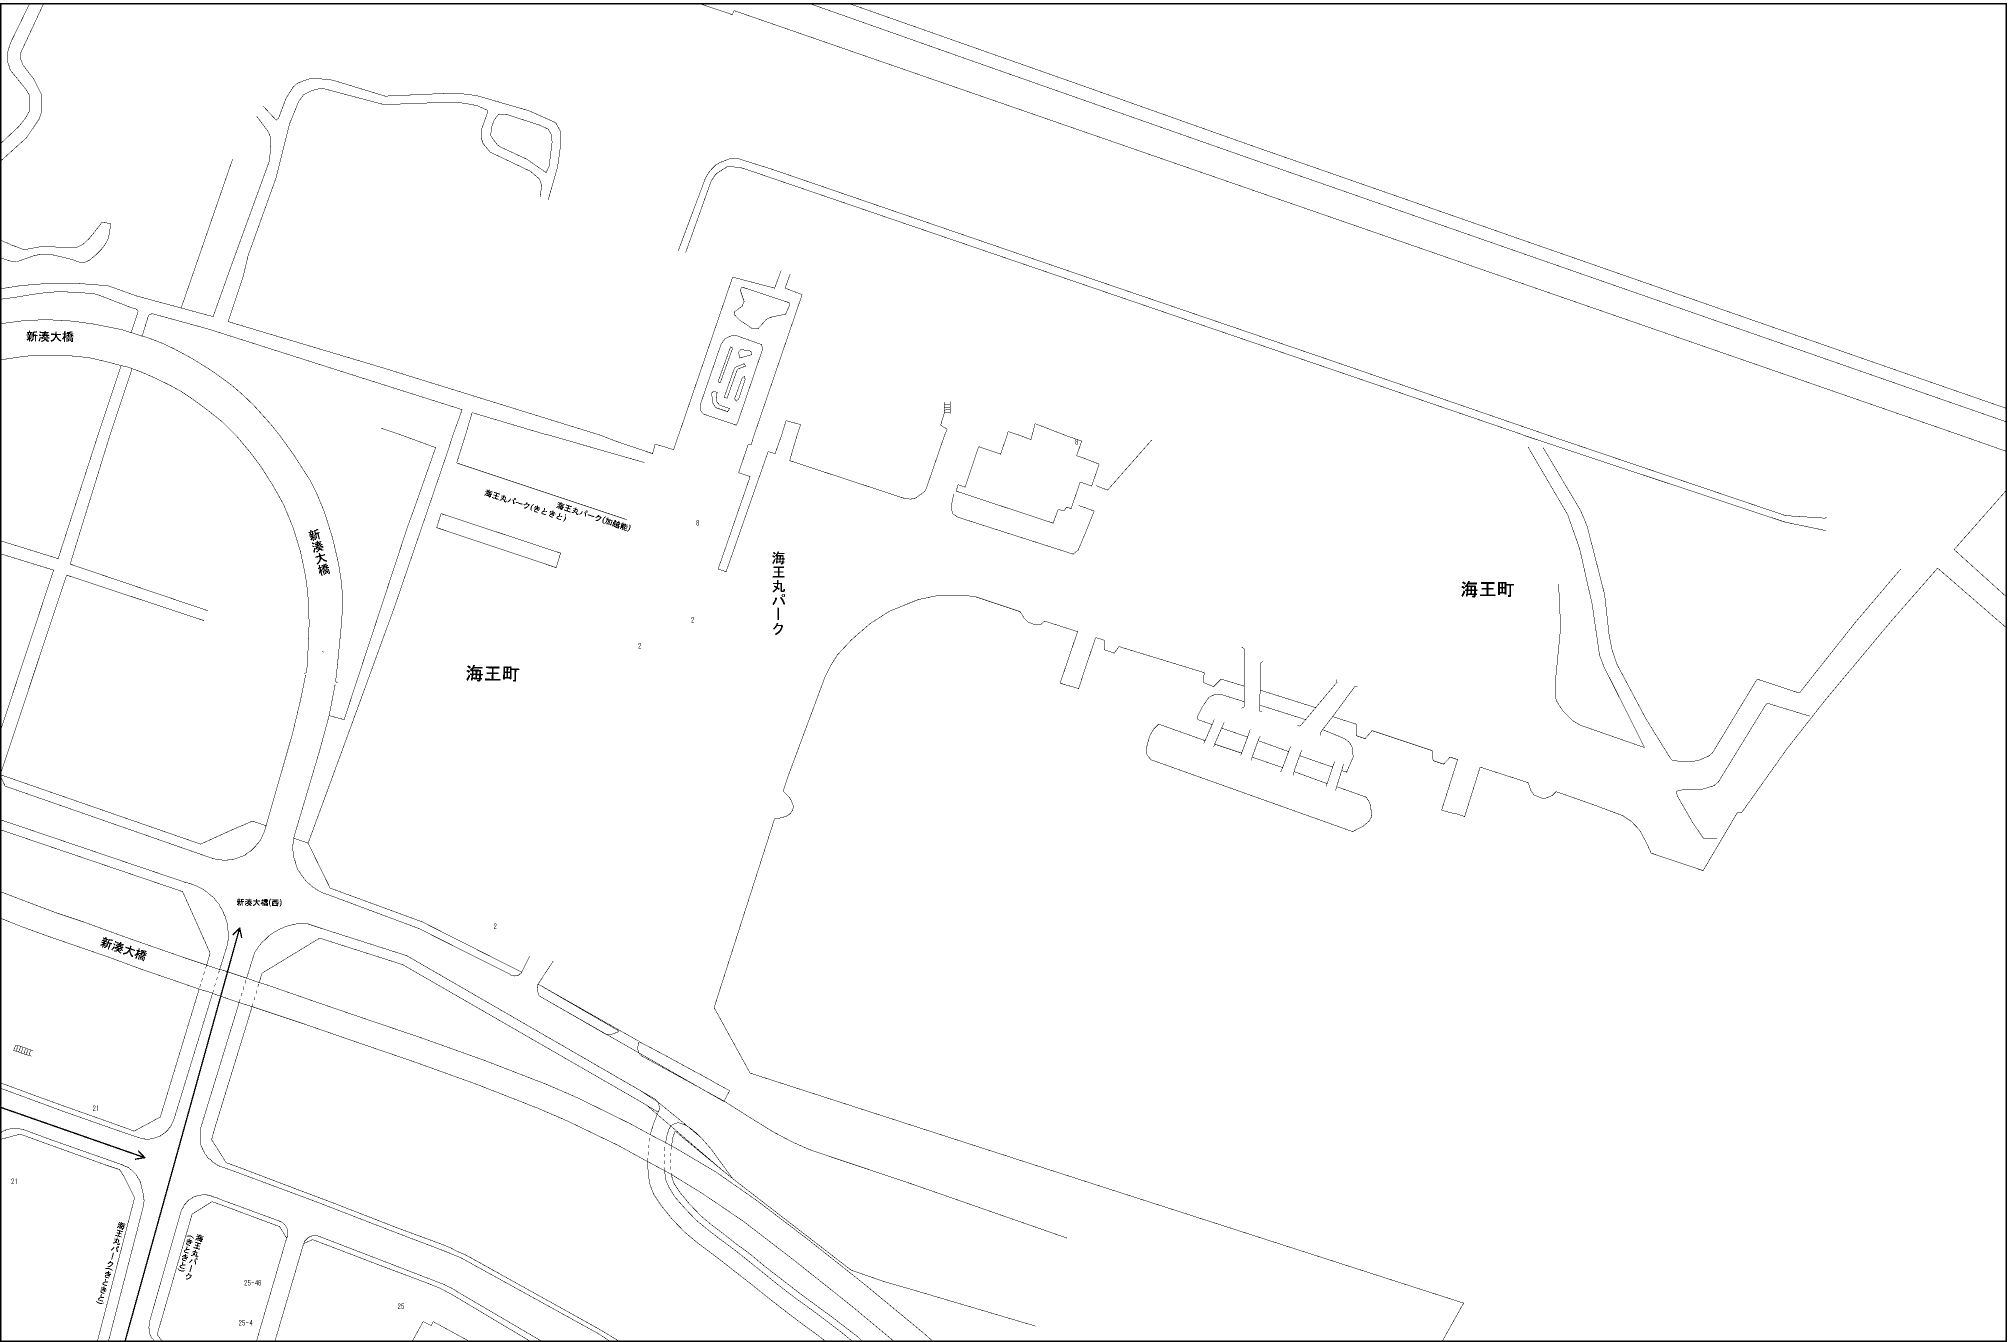 新湊大橋
8
海王丸パーク(きときと)
海王丸パーク(加越能)
8
新湊大橋
海王丸パーク
海王町
2
2
海王町
新湊大橋(西)
2
新湊大橋
21
21
海王丸パーク(きときと)
海王丸パーク
(きときと)
25-46
25
25-4